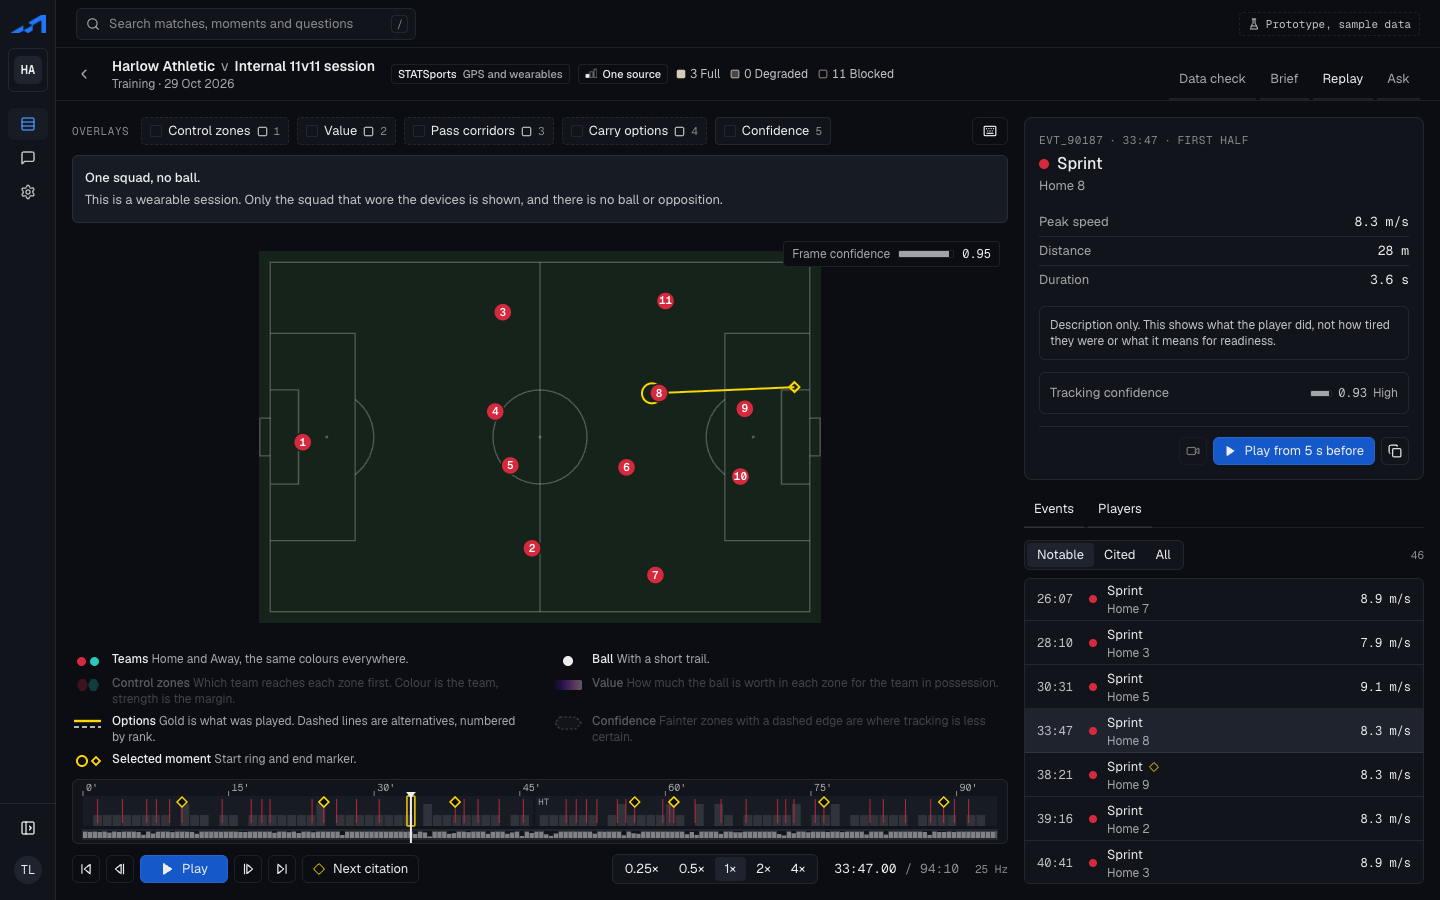 Search matches, moments and questions
/
Prototype, sample data
HA
Harlow Athletic v Internal 11v11 session
Training · 29 Oct 2026
STATSports GPS and wearables
One source
3 Full
0 Degraded
11 Blocked
Data check
Brief
Replay
Ask
OVERLAYS
Control zones 1
Value 2
Pass corridors 3
Carry options 4
Confidence 5
One squad, no ball.
This is a wearable session. Only the squad that wore the devices is shown, and there is no ball or opposition.
Frame confidence 0.95
3
11
8
9
4
1
5
6
10
2
7
Teams Home and Away, the same colours everywhere.
Ball With a short trail.
Control zones Which team reaches each zone first. Colour is the team,
strength is the margin.
Value How much the ball is worth in each zone for the team in possession.
Options Gold is what was played. Dashed lines are alternatives, numbered
by rank.
Confidence Fainter zones with a dashed edge are where tracking is less
certain.
Selected moment Start ring and end marker.
0' 15' 30' 45' 60' 75' 90'
HT
Play
Next citation
0.25× 0.5× 1× 2× 4×
33:47.00 / 94:10 25 Hz
EVT_90187 · 33:47 · FIRST HALF
Sprint
Home 8
Peak speed 8.3 m/s
Distance 28 m
Duration 3.6 s
Description only. This shows what the player did, not how tired
they were or what it means for readiness.
Tracking confidence 0.93 High
Play from 5 s before
Events
Players
Notable Cited All 46
26:07 Sprint 8.9 m/s
Home 7
28:10 Sprint 7.9 m/s
Home 3
30:31 Sprint 9.1 m/s
Home 5
33:47 Sprint 8.3 m/s
Home 8
38:21 Sprint 8.3 m/s
Home 9
39:16 Sprint 8.3 m/s
Home 2
40:41 Sprint 8.9 m/s
Home 3
TL